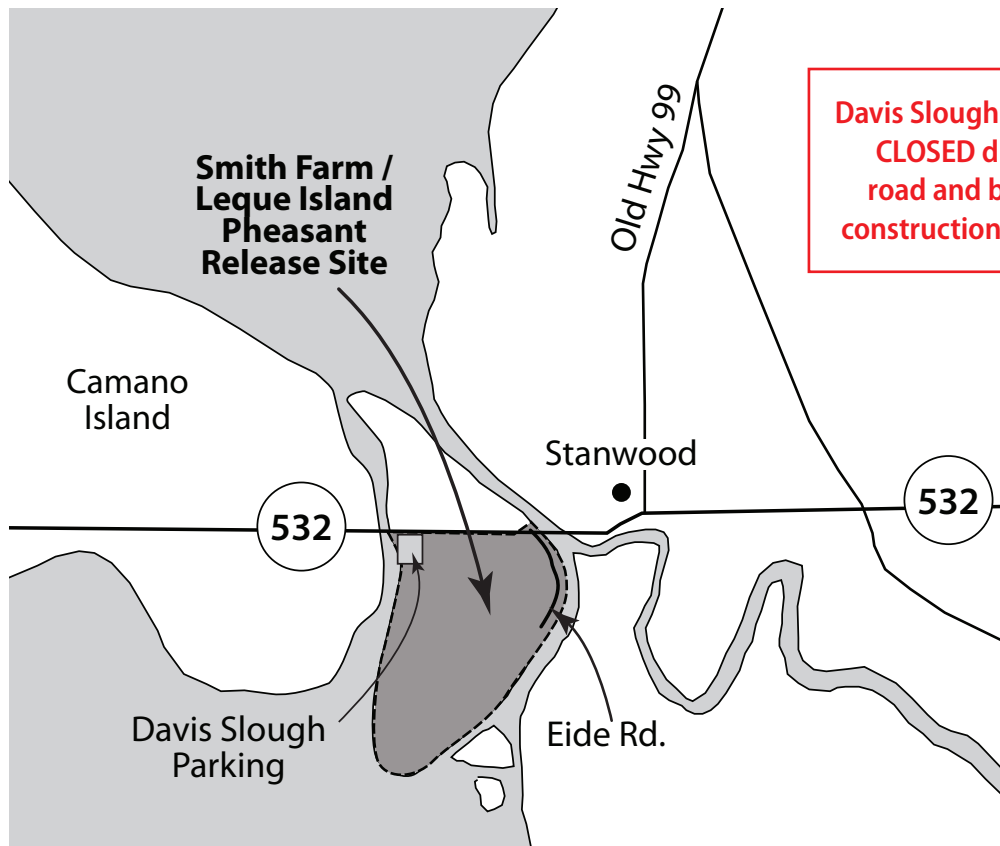 Smith Farm /
Leque Island
Pheasant
Release Site
Old Hwy 99
Davis Slough
CLOSED d
road and b
construction
Camano
Island
Stanwood
532
532
Davis Slough
Parking
Eide Rd.